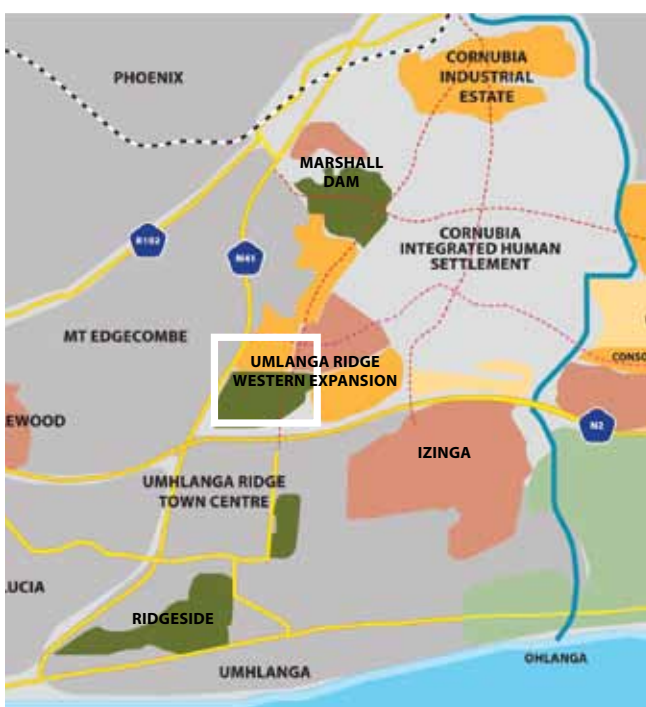 CORNUBIA
INDUSTRIAL
ESTATE
PHOENIX
MARSHALL
DAM
R102
M41
CORNUBIA
INTEGRATED HUMAN
SETTLEMENT
MT EDGECOMBE
UMLANGA RIDGE
WESTERN EXPANSION
CONSO
EWOOD
N2
IZINGA
UMHLANGA RIDGE
TOWN CENTRE
LUCIA
RIDGESIDE
OHLANGA
UMHLANGA